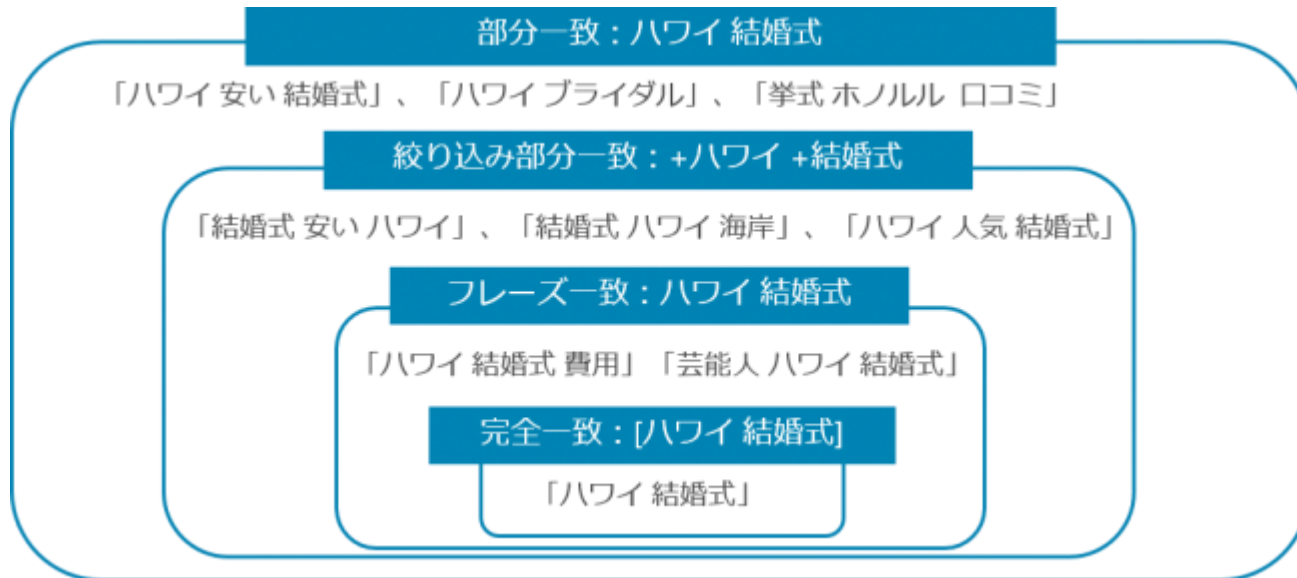 部分一致：ハワイ 結婚式
「ハワイ 安い 結婚式」、「ハワイ ブライダル」、「挙式 ホノルル 口コミ」
絞り込み部分一致：+ハワイ +結婚式
「結婚式 安い ハワイ」、「結婚式 ハワイ 海岸」、「ハワイ 人気 結婚式」
フレーズ一致：ハワイ 結婚式
「ハワイ 結婚式 費用」「芸能人 ハワイ 結婚式」
完全一致：[ハワイ 結婚式]
「ハワイ 結婚式」